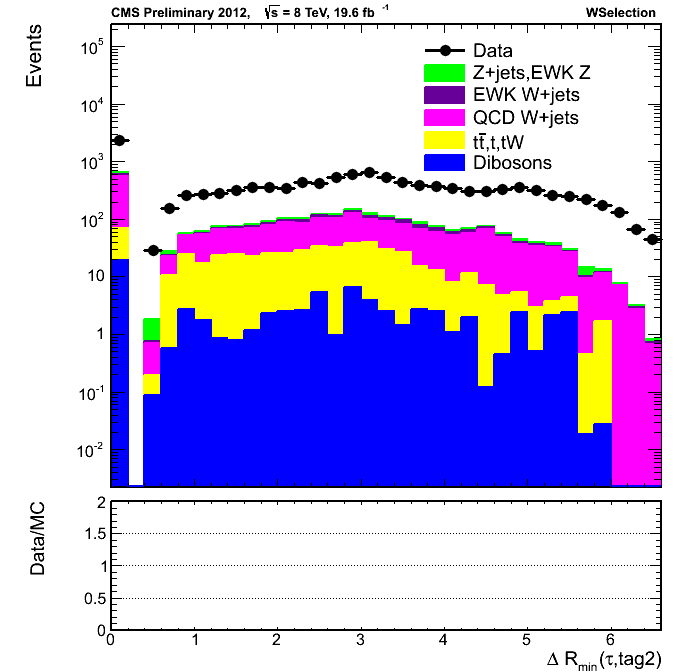 CMS Preliminary 2012, √s = 8 TeV, 19.6 fb⁻¹ WSelection
Events
10⁵
10⁴
10³
10²
10
1
10⁻¹
10⁻²
Data
Z+jets,EWK Z
EWK W+jets
QCD W+jets
tt̅,t,tW
Dibosons
Data/MC
2
1.5
1
0.5
0
0 1 2 3 4 5 6
Δ R_min(τ,tag2)